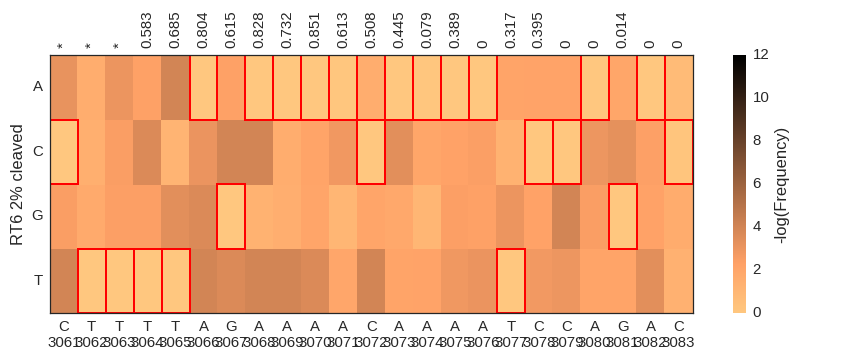 * * * 0.583 0.685 0.804 0.615 0.828 0.732 0.851 0.613 0.508 0.445 0.079 0.389 0 0.317 0.395 0 0 0.014 0 0
A
C
G
T
RT6 2% cleaved
C T T T T A G A A A A C A A A A T C C A G A C
3061 3062 3063 3064 3065 3066 3067 3068 3069 3070 3071 3072 3073 3074 3075 3076 3077 3078 3079 3080 3081 3082 3083
12
10
8
6
4
2
0
-log(Frequency)